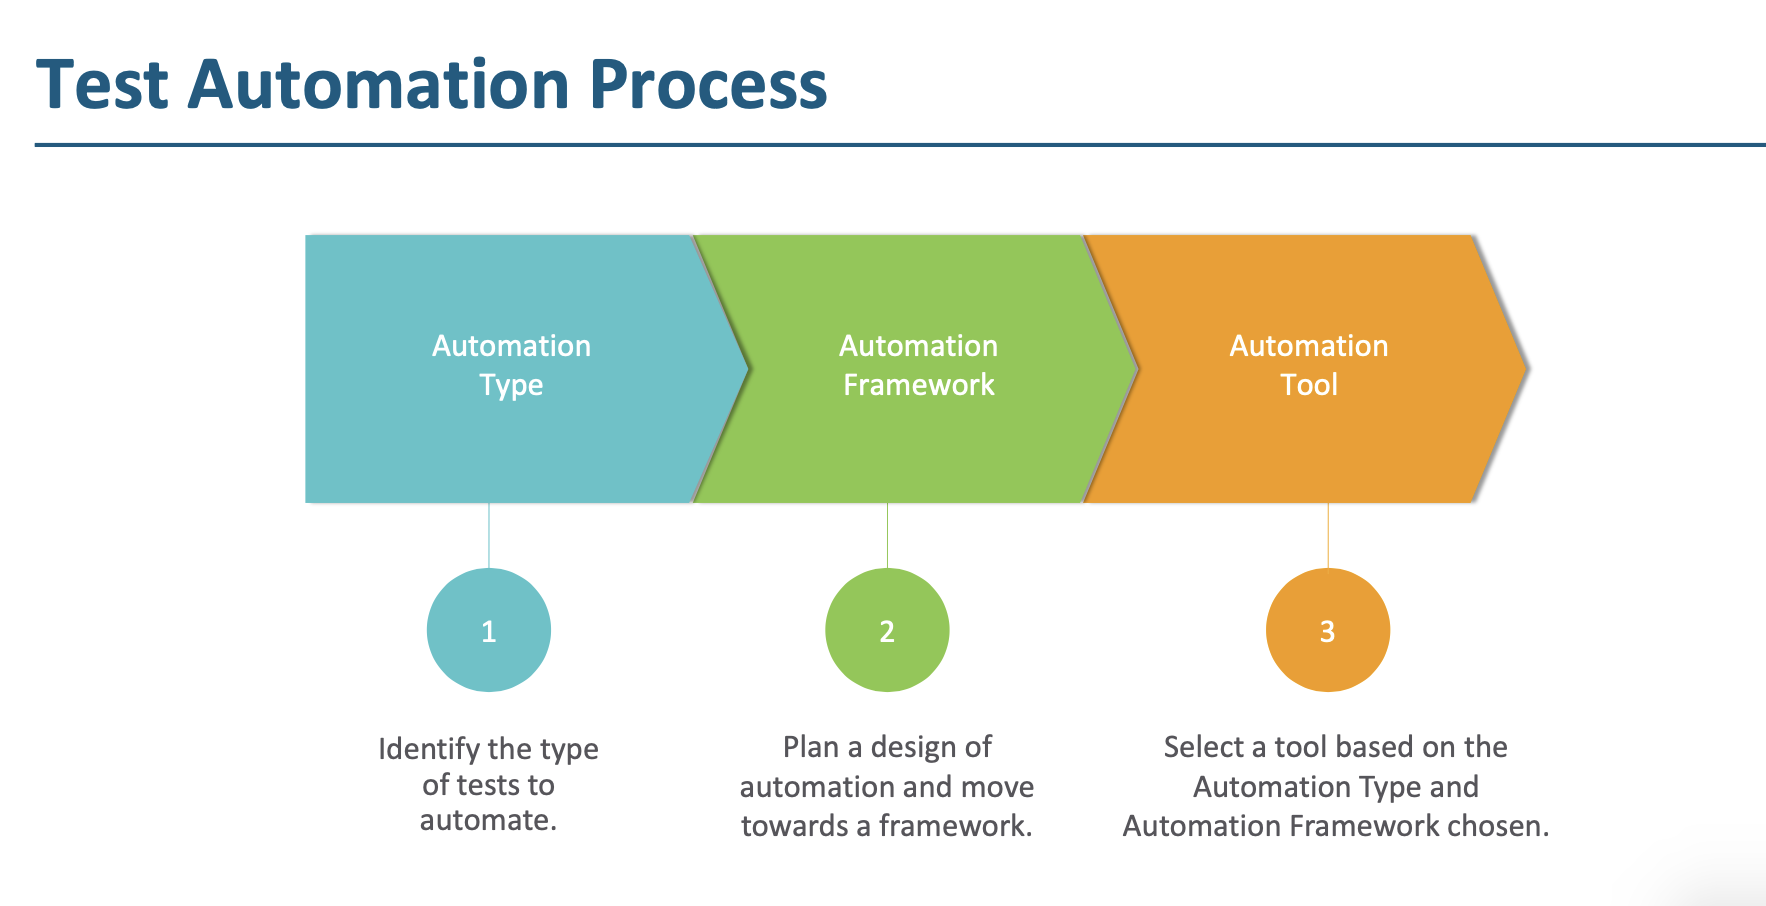 Test Automation Process
Automation
Type
Automation
Framework
Automation
Tool
1
2
3
Identify the type
of tests to
automate.
Plan a design of
automation and move
towards a framework.
Select a tool based on the
Automation Type and
Automation Framework chosen.